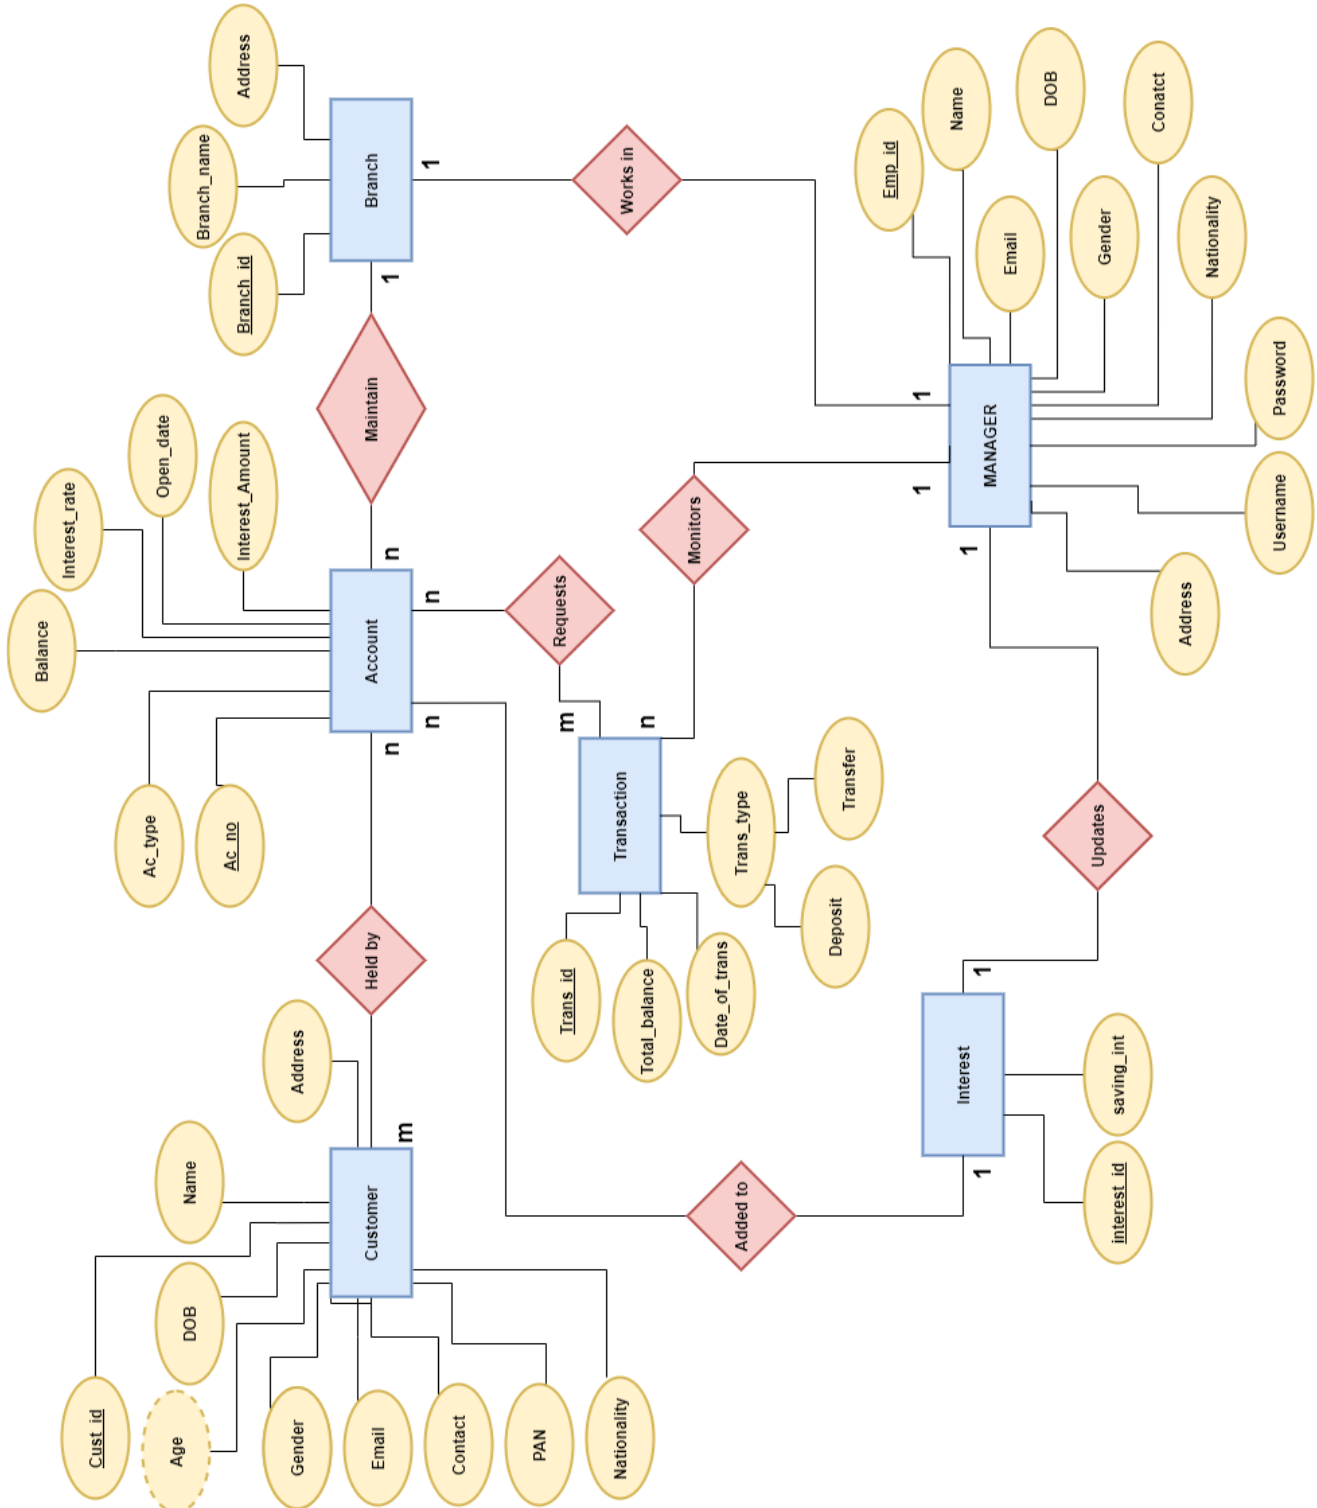 Cust_id
Age
DOB
Name
Address
Gender
Email
Contact
PAN
Nationality
Customer
m
Held by
n
Ac_type
Ac_no
Balance
Interest_rate
Open_date
Interest_Amount
Account
n
Maintain
1
Branch_id
Branch_name
Address
Branch
1
Works in
1
n
Requests
m
n
Added to
1
Transaction
Trans_id
Total_balance
Date_of_trans
Trans_type
Deposit
Transfer
n
Monitors
1
Interest
interest_id
saving_int
1
Updates
1
MANAGER
Emp_id
Name
Email
DOB
Gender
Conatct
Nationality
Password
Username
Address